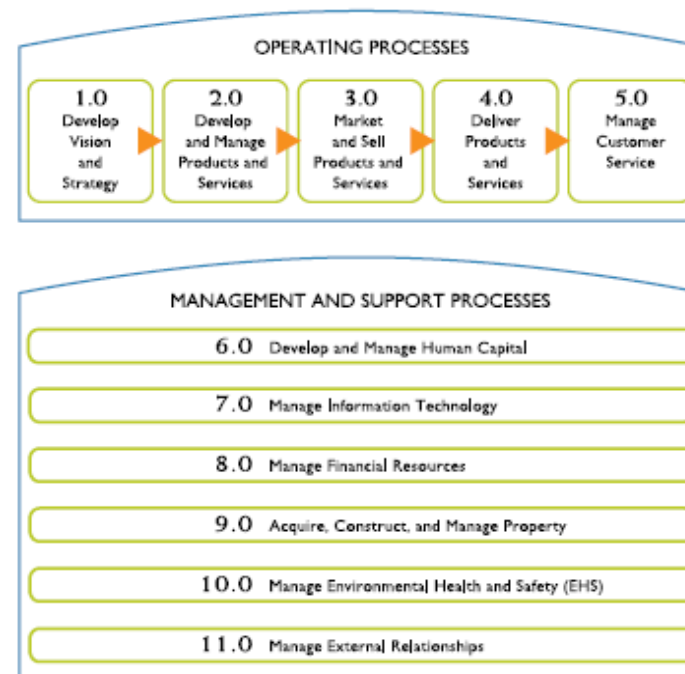 OPERATING PROCESSES
1.0
Develop
Vision
and
Strategy
2.0
Develop
and Manage
Products and
Services
3.0
Market
and Sell
Products and
Services
4.0
Deliver
Products
and
Services
5.0
Manage
Customer
Service
MANAGEMENT AND SUPPORT PROCESSES
6.0 Develop and Manage Human Capital
7.0 Manage Information Technology
8.0 Manage Financial Resources
9.0 Acquire, Construct, and Manage Property
10.0 Manage Environmental Health and Safety (EHS)
11.0 Manage External Relationships